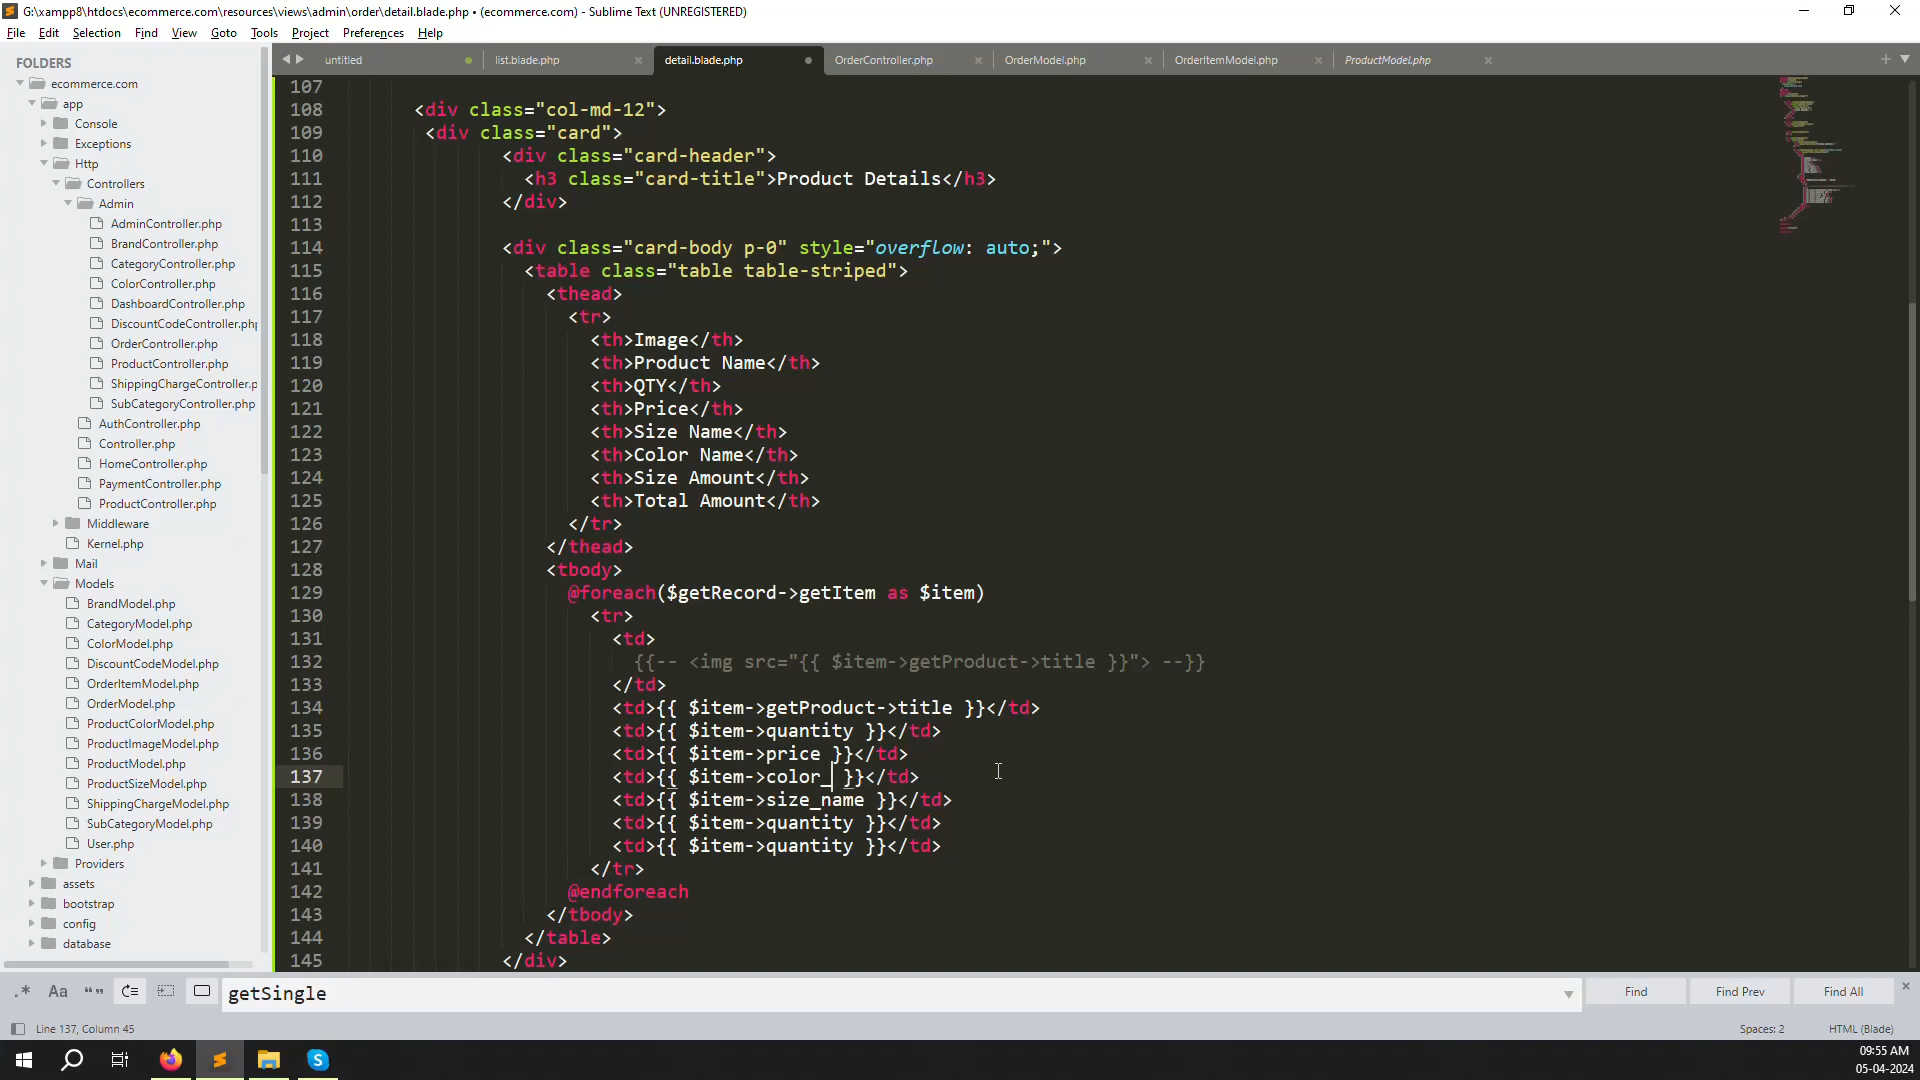 G:\xampp8\htdocs\ecommerce.com\resources\views\admin\order\detail.blade.php • (ecommerce.com) - Sublime Text (UNREGISTERED)
File Edit Selection Find View Goto Tools Project Preferences Help
FOLDERS
ecommerce.com
app
Console
Exceptions
Http
Controllers
Admin
AdminController.php
BrandController.php
CategoryController.php
ColorController.php
DashboardController.php
DiscountCodeController.php
OrderController.php
ProductController.php
ShippingChargeController.p
SubCategoryController.php
AuthController.php
Controller.php
HomeController.php
PaymentController.php
ProductController.php
Middleware
Kernel.php
Mail
Models
BrandModel.php
CategoryModel.php
ColorModel.php
DiscountCodeModel.php
OrderItemModel.php
OrderModel.php
ProductColorModel.php
ProductImageModel.php
ProductModel.php
ProductSizeModel.php
ShippingChargeModel.php
SubCategoryModel.php
User.php
Providers
assets
bootstrap
config
database
untitled list.blade.php detail.blade.php OrderController.php OrderModel.php OrderItemModel.php ProductModel.php
107
108 <div class="col-md-12">
109 <div class="card">
110 <div class="card-header">
111 <h3 class="card-title">Product Details</h3>
112 </div>
113
114 <div class="card-body p-0" style="overflow: auto;">
115 <table class="table table-striped">
116 <thead>
117 <tr>
118 <th>Image</th>
119 <th>Product Name</th>
120 <th>QTY</th>
121 <th>Price</th>
122 <th>Size Name</th>
123 <th>Color Name</th>
124 <th>Size Amount</th>
125 <th>Total Amount</th>
126 </tr>
127 </thead>
128 <tbody>
129 @foreach($getRecord->getItem as $item)
130 <tr>
131 <td>
132 {{-- <img src="{{ $item->getProduct->title }}"> --}}
133 </td>
134 <td>{{ $item->getProduct->title }}</td>
135 <td>{{ $item->quantity }}</td>
136 <td>{{ $item->price }}</td>
137 <td>{{ $item->color_ }}</td>
138 <td>{{ $item->size_name }}</td>
139 <td>{{ $item->quantity }}</td>
140 <td>{{ $item->quantity }}</td>
141 </tr>
142 @endforeach
143 </tbody>
144 </table>
145 </div>
.* Aa “” getSingle Find Find Prev Find All
Line 137, Column 45 Spaces: 2 HTML (Blade)
09:55 AM
05-04-2024